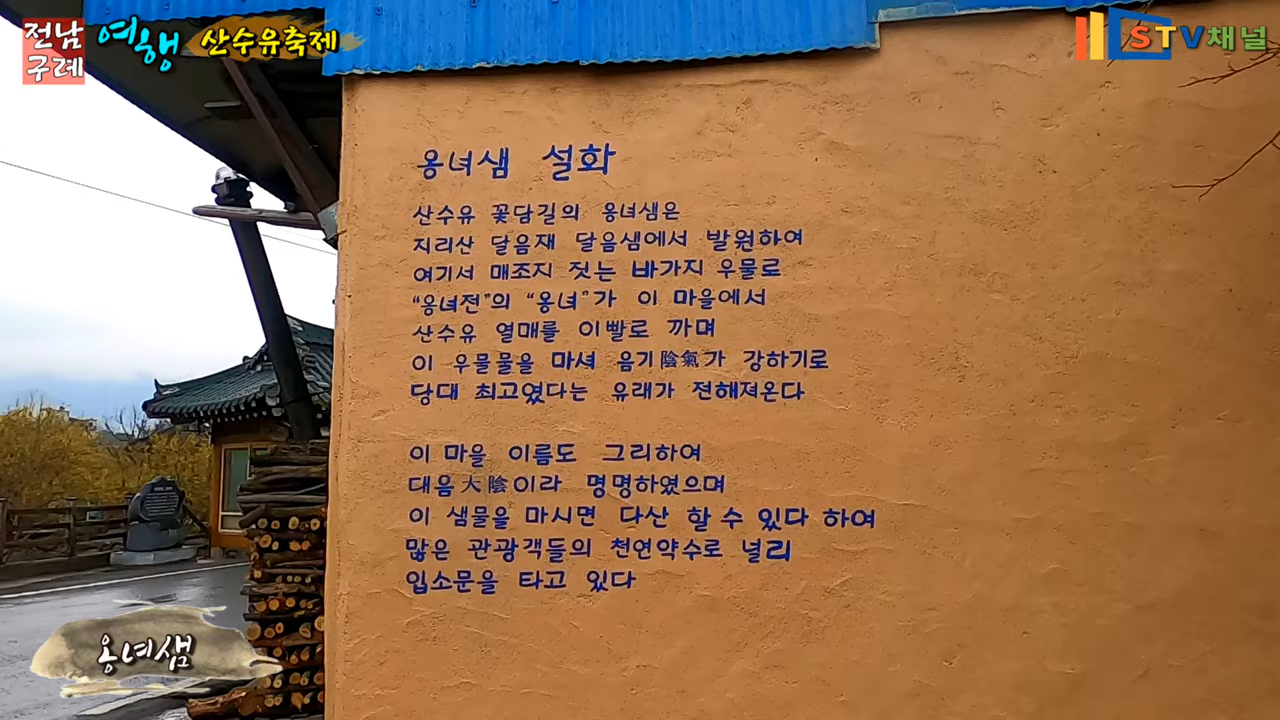 전남
구례
여행 산수유축제
STV채널
옹녀샘 설화
산수유 꽃담길의 옹녀샘은
지리산 달음재 달음샘에서 발원하여
여기서 매조지 짓는 바가지 우물로
“옹녀전”의 “옹녀”가 이 마을에서
산수유 열매를 이빨로 까며
이 우물물을 마셔 음기陰氣가 강하기로
당대 최고였다는 유래가 전해져온다
이 마을 이름도 그리하여
대음大陰이라 명명하였으며
이 샘물을 마시면 다산 할 수 있다 하여
많은 관광객들의 천연약수로 널리
입소문을 타고 있다
옹녀샘